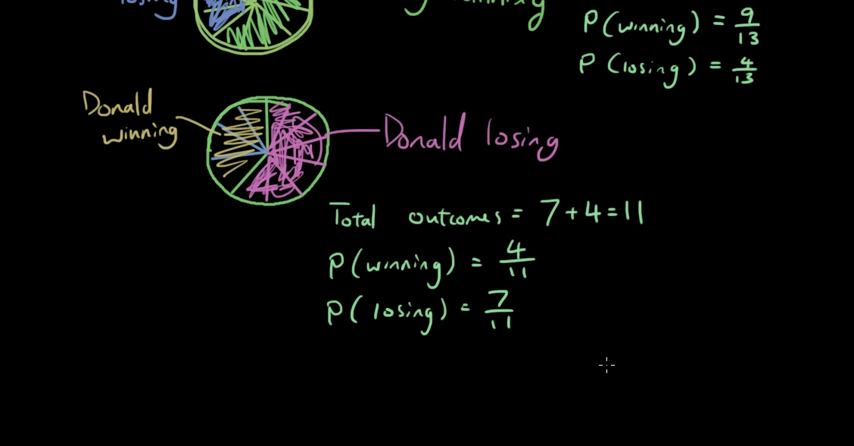 losing
P(winning) = 9/13
P(losing) = 4/13
Donald
winning
Donald losing
Total outcomes = 7+4=11
P(winning) = 4/11
P(losing) = 7/11